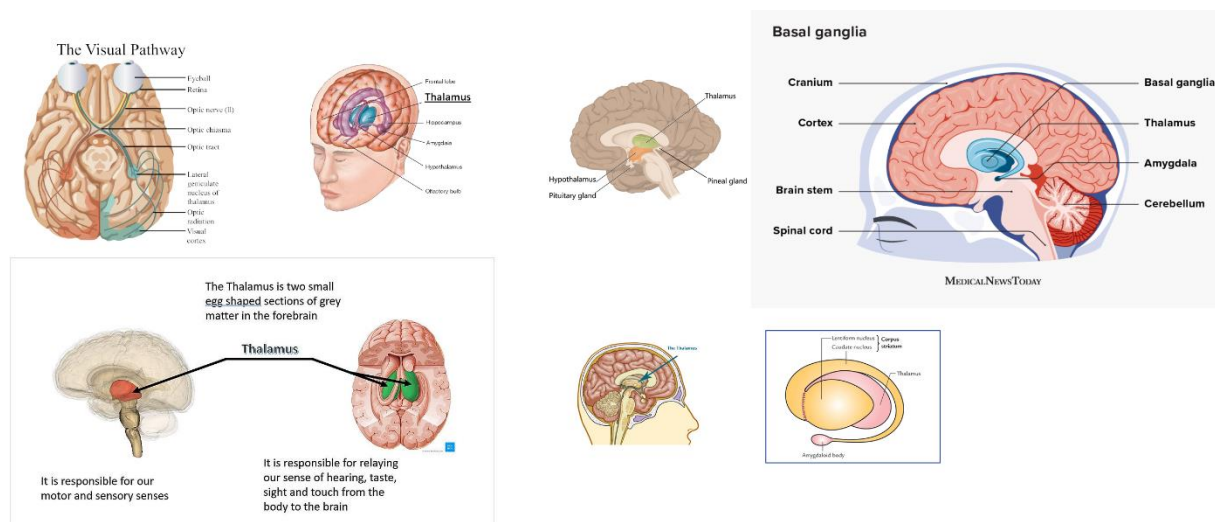 The Visual Pathway
Eyeball
Retina
Optic nerve (II)
Optic chiasma
Optic tract
Lateral
geniculate
nucleus of
thalamus
Optic
radiation
Visual
cortex
Frontal lobe
Thalamus
Hippocampus
Amygdala
Hypothalamus
Olfactory bulb
Thalamus
Hypothalamus
Pineal gland
Pituitary gland
Basal ganglia
Cranium
Cortex
Brain stem
Spinal cord
Basal ganglia
Thalamus
Amygdala
Cerebellum
MEDICALNEWSTODAY
The Thalamus is two small
egg shaped sections of grey
matter in the forebrain
Thalamus
It is responsible for our
motor and sensory senses
It is responsible for relaying
our sense of hearing, taste,
sight and touch from the
body to the brain
The Thalamus
Lentiform nucleus
Caudate nucleus
Corpus
striatum
Thalamus
Amygdaloid body